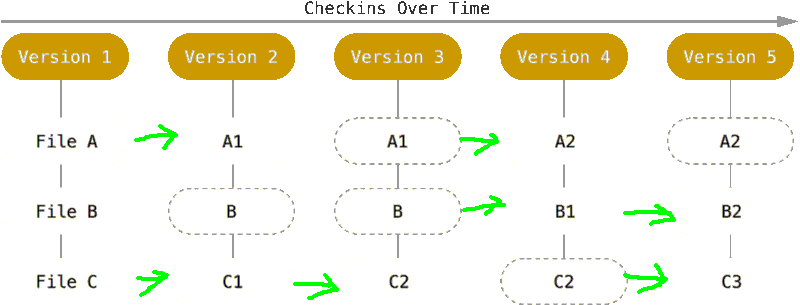 Checkins Over Time
Version 1 Version 2 Version 3 Version 4 Version 5
File A A1 A1 A2 A2
File B B B B1 B2
File C C1 C2 C2 C3